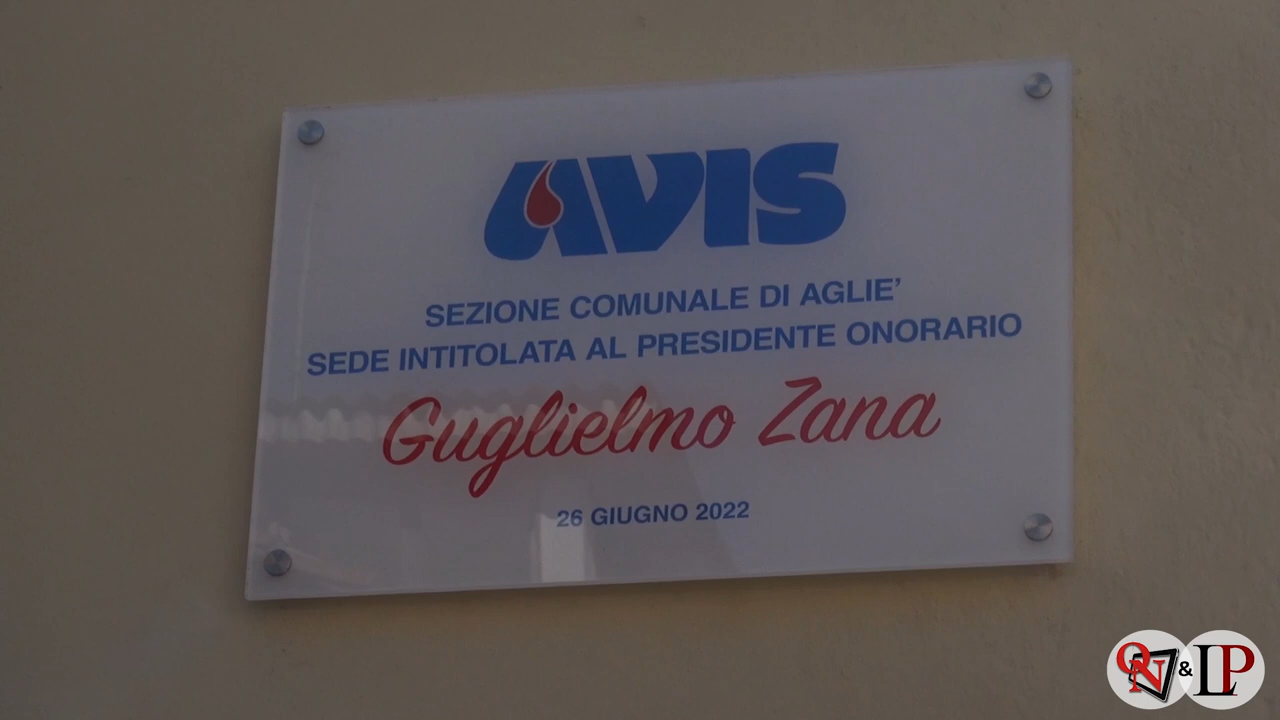 AVIS
SEZIONE COMUNALE DI AGLIE'
SEDE INTITOLATA AL PRESIDENTE ONORARIO
Guglielmo Zana
26 GIUGNO 2022
QN & LP